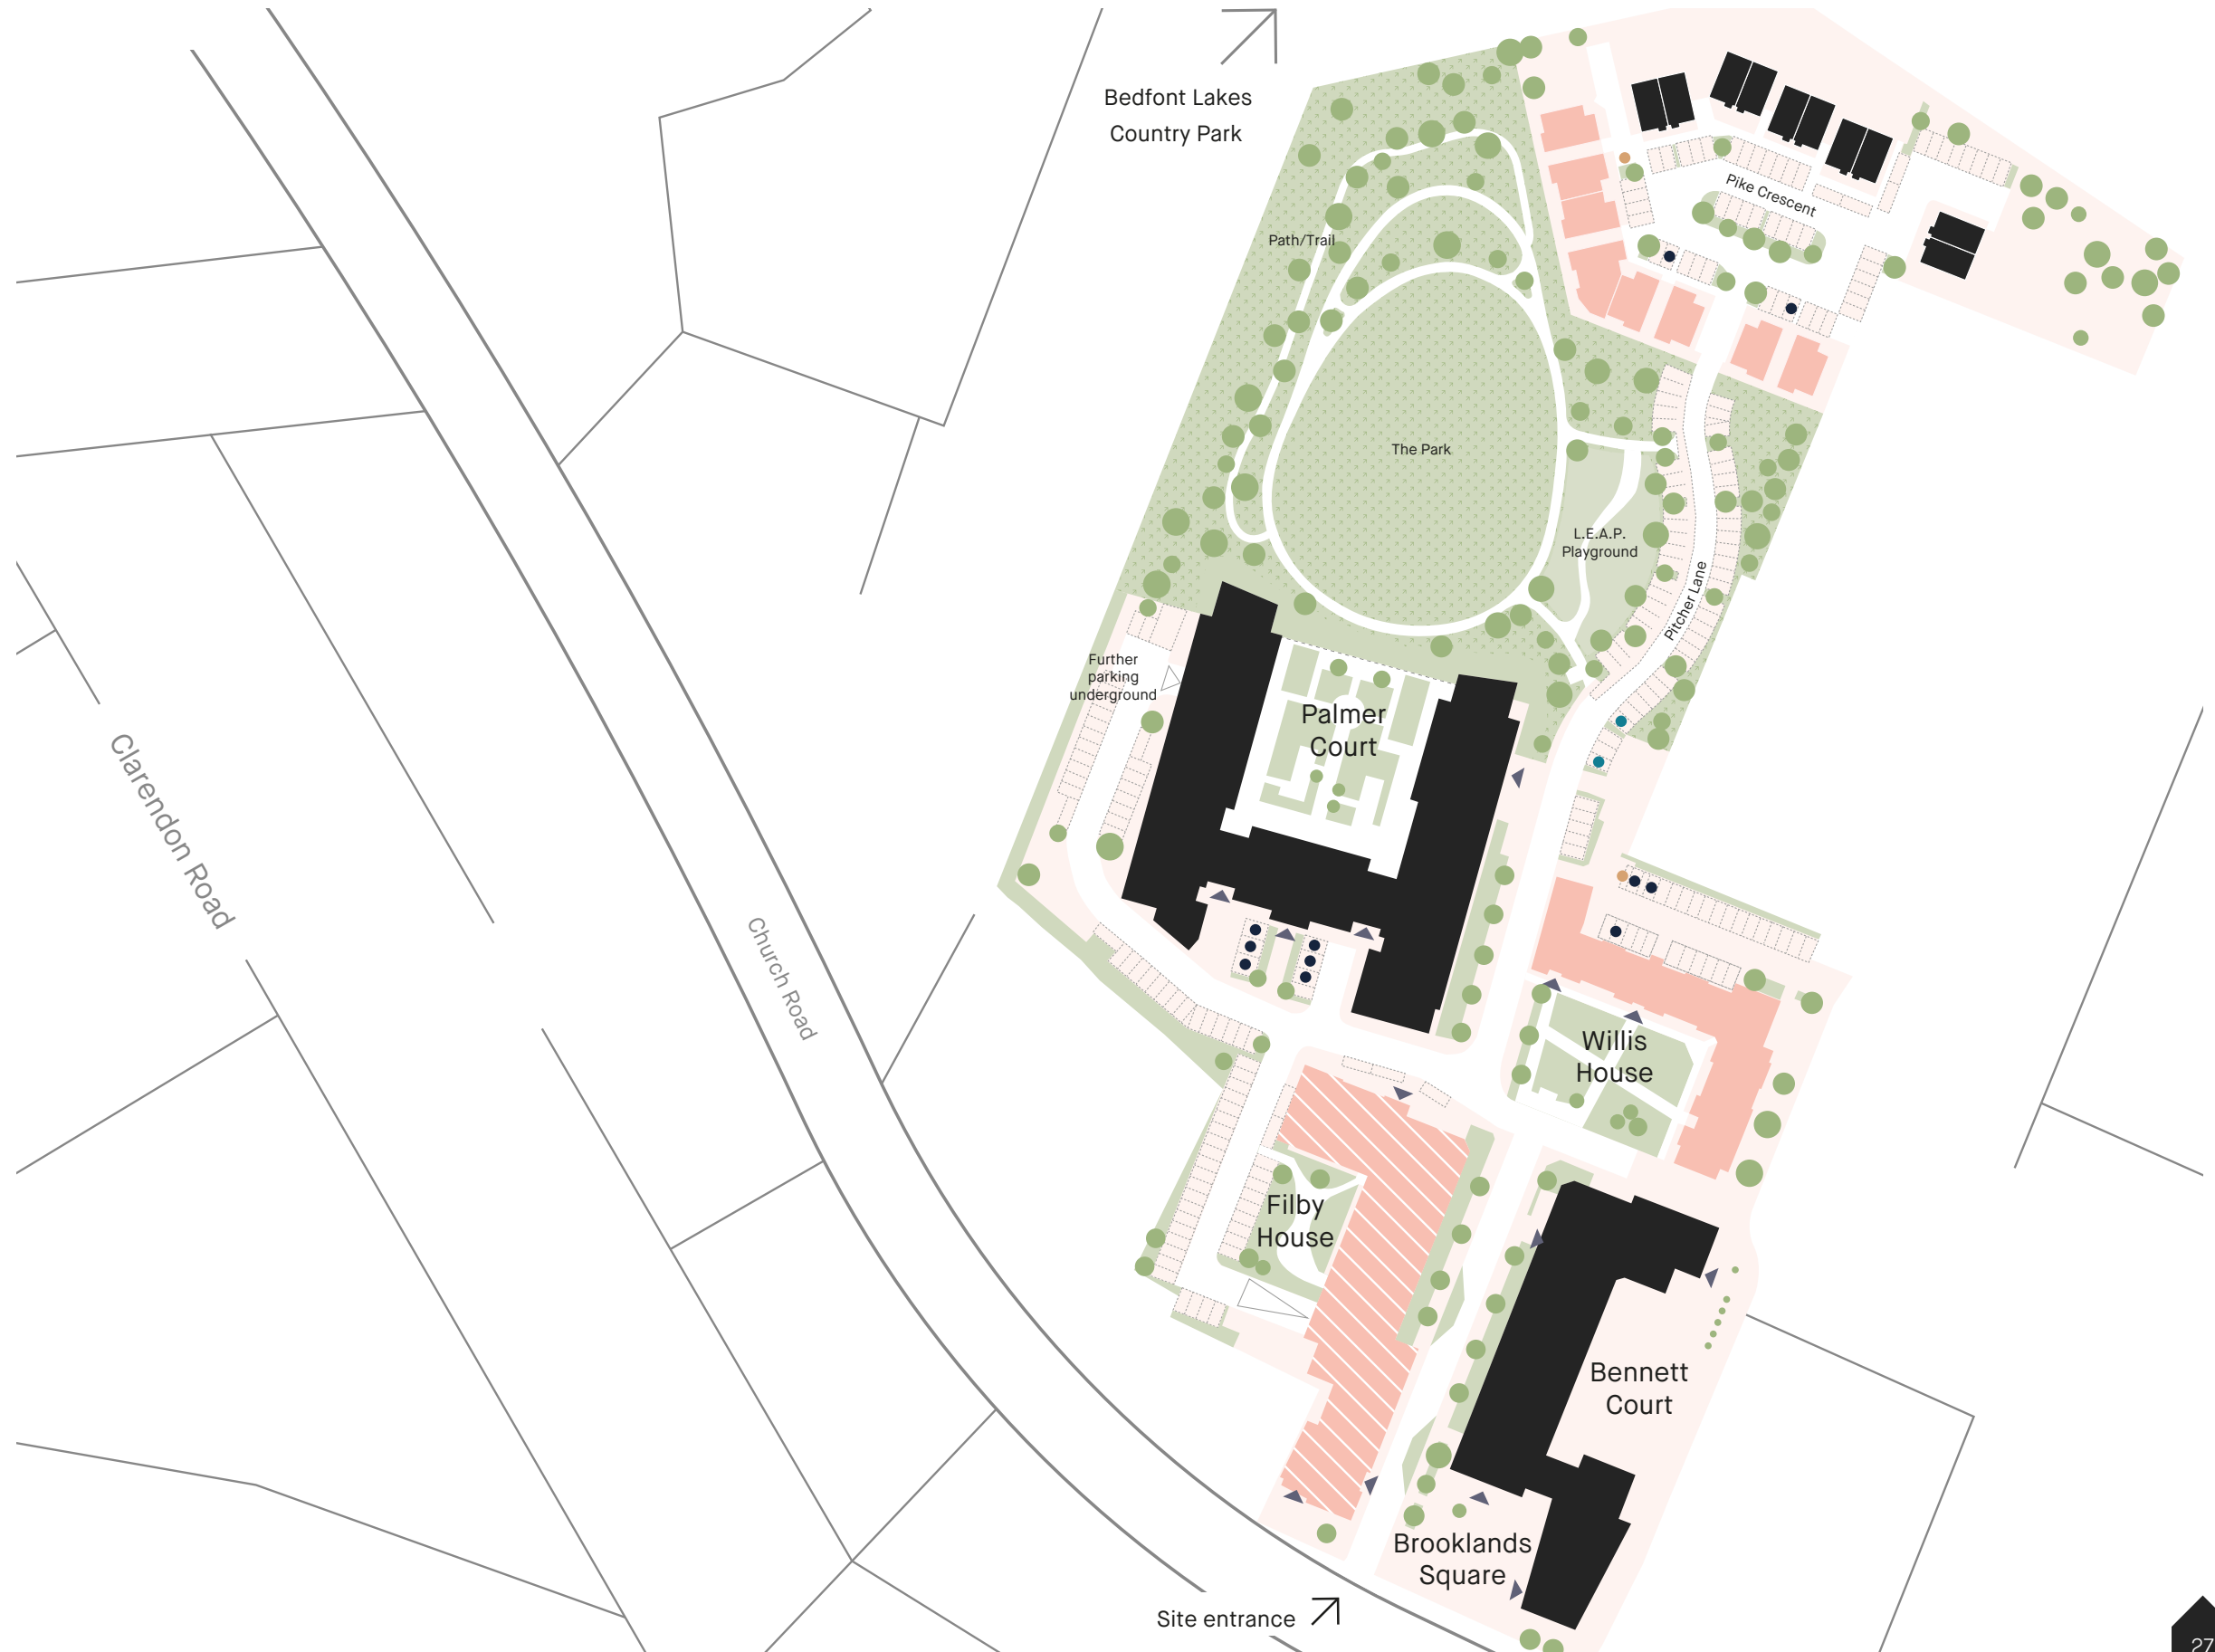 Bedfont Lakes
Country Park
Pike Crescent
Path/Trail
The Park
L.E.A.P.
Playground
Pitcher Lane
Further
parking
underground
Palmer
Court
Clarendon Road
Church Road
Willis
House
Filby
House
Bennett
Court
Brooklands
Square
Site entrance
27